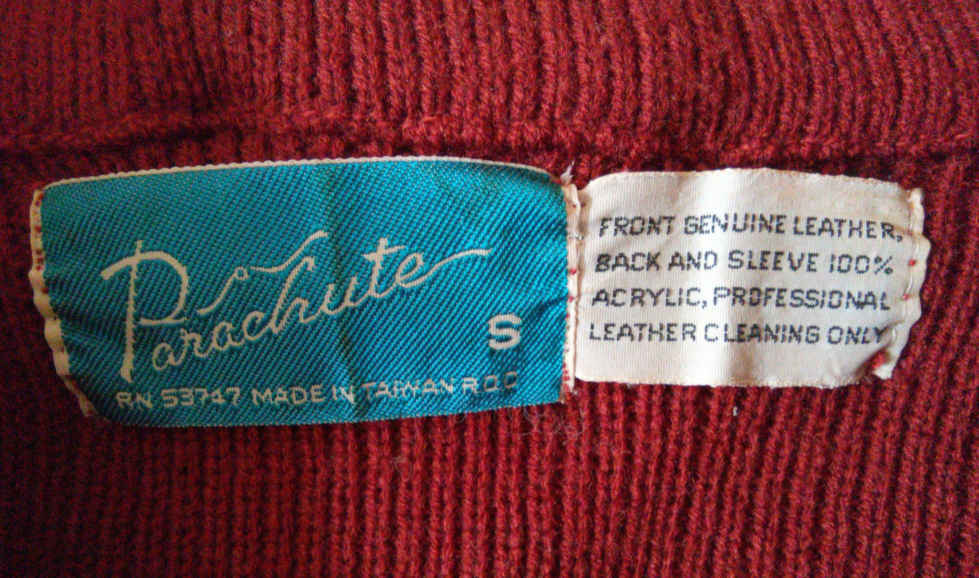 Parachute
S
RN 53747 MADE IN TAIWAN R.O.C
FRONT GENUINE LEATHER,
BACK AND SLEEVE 100%
ACRYLIC, PROFESSIONAL
LEATHER CLEANING ONLY